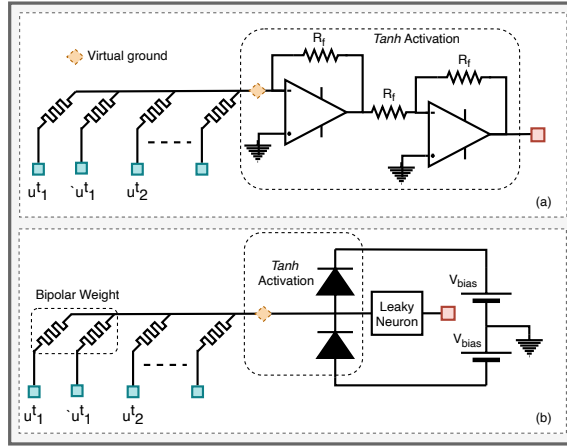 Virtual ground
Tanh Activation
R_f
R_f
R_f
u^t_1
`u^t_1
u^t_2
(a)
Bipolar Weight
Tanh
Activation
Leaky
Neuron
V_bias
V_bias
u^t_1
`u^t_1
u^t_2
(b)